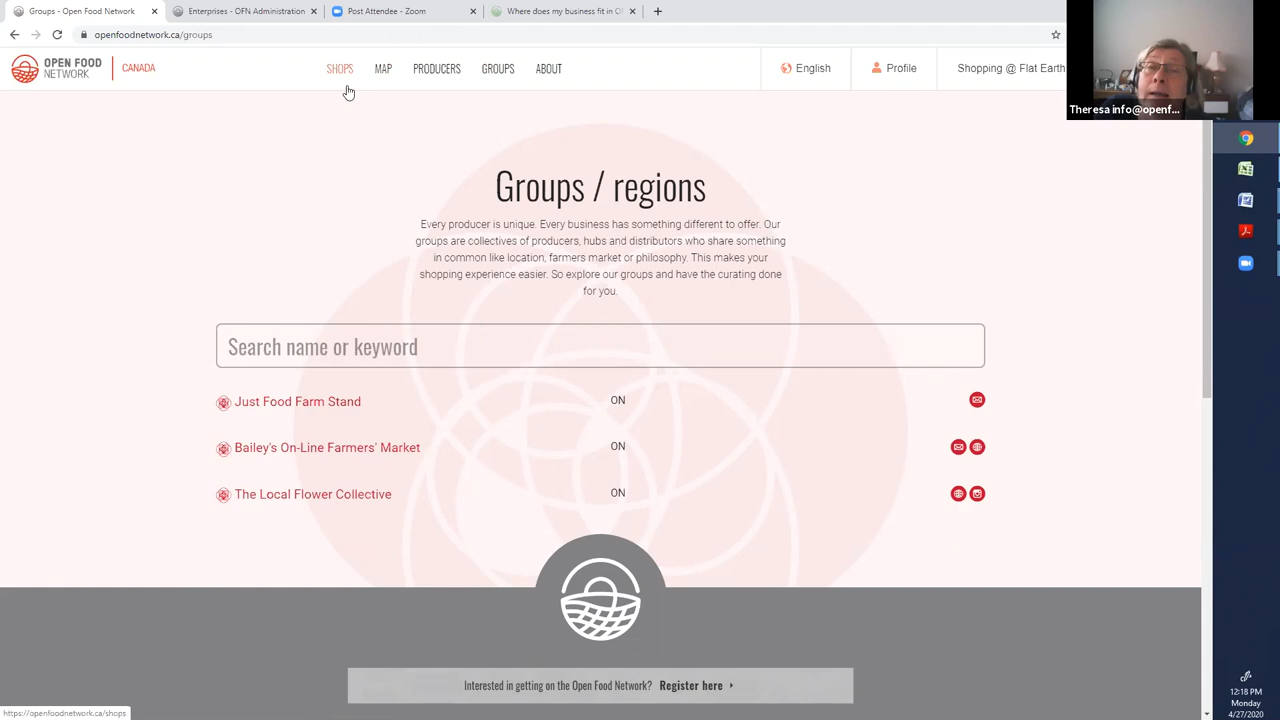 Groups - Open Food Network
Enterprises - OFN Administration
Post Attendee - Zoom
Where does my business fit in OF
openfoodnetwork.ca/groups
OPEN FOOD
NETWORK
CANADA
SHOPS
MAP
PRODUCERS
GROUPS
ABOUT
English
Profile
Shopping @ Flat Earth
Theresa info@openf...
Groups / regions
Every producer is unique. Every business has something different to offer. Our
groups are collectives of producers, hubs and distributors who share something
in common like location, farmers market or philosophy. This makes your
shopping experience easier. So explore our groups and have the curating done
for you.
Search name or keyword
Just Food Farm Stand
ON
Bailey's On-Line Farmers' Market
ON
The Local Flower Collective
ON
Interested in getting on the Open Food Network? Register here
https://openfoodnetwork.ca/shops
12:18 PM
Monday
4/27/2020